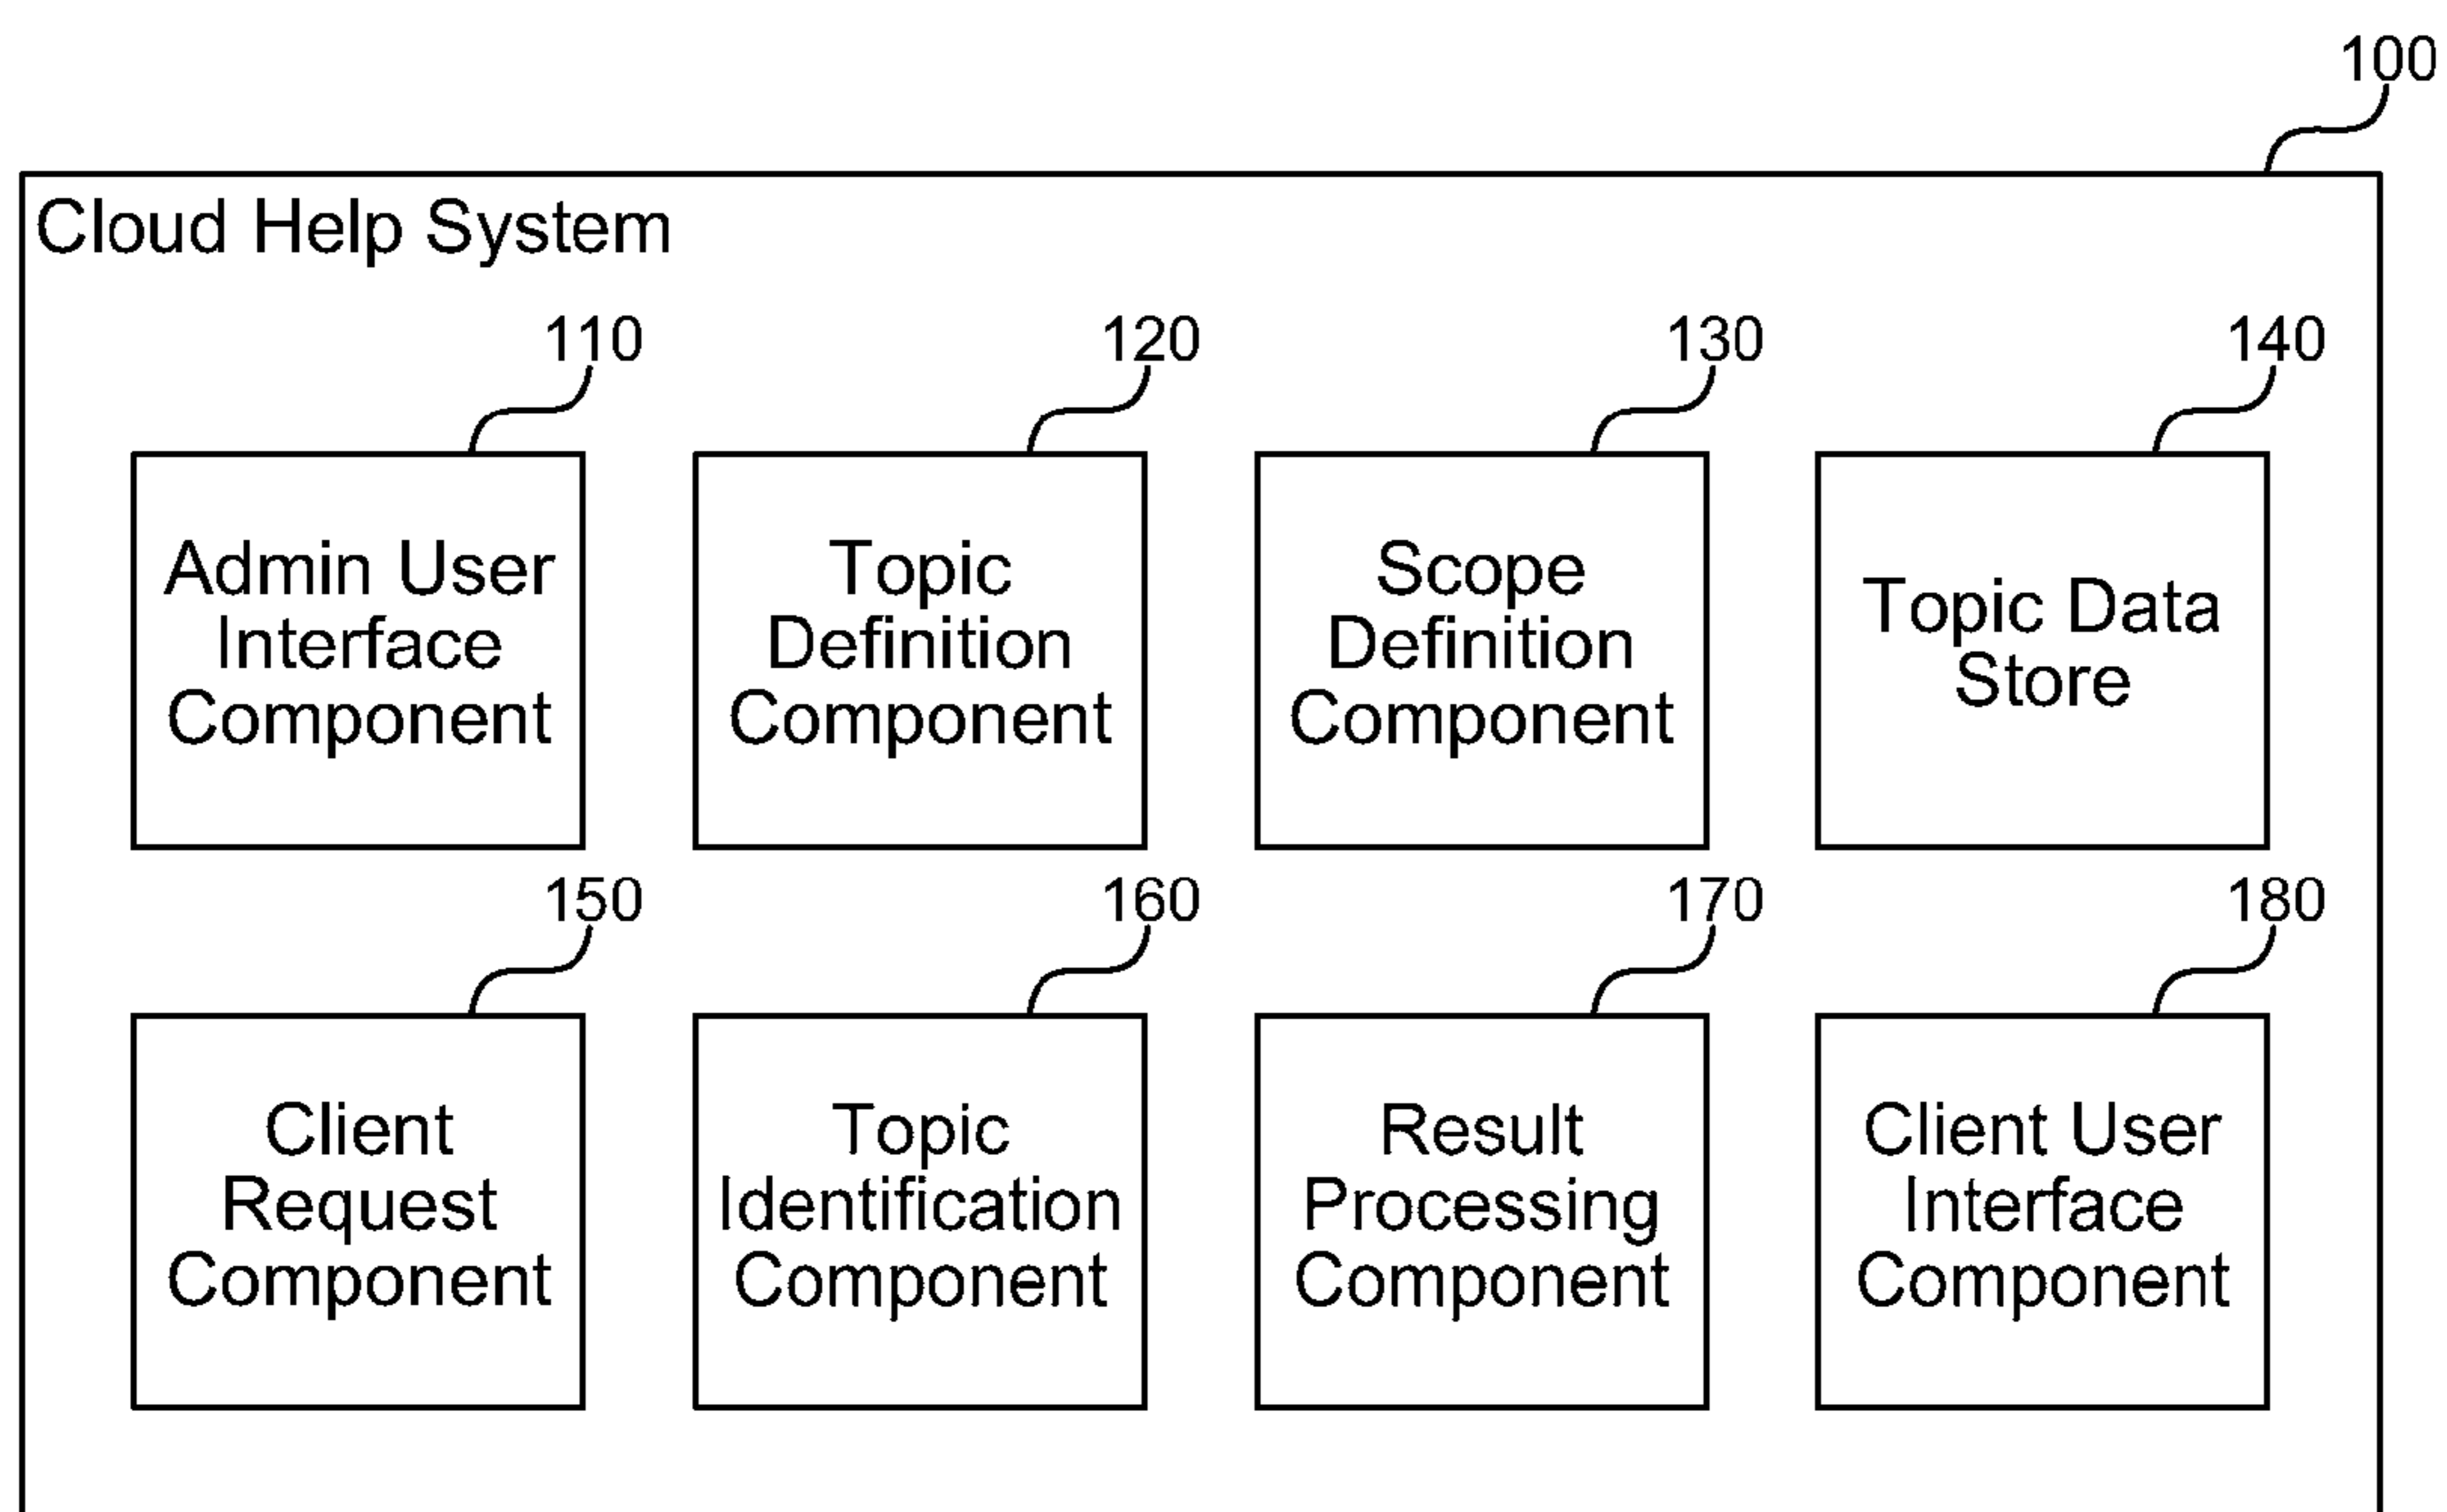 100
Cloud Help System
110
120
130
140
Admin User
Interface
Component
Topic
Definition
Component
Scope
Definition
Component
Topic Data
Store
150
160
170
180
Client
Request
Component
Topic
Identification
Component
Result
Processing
Component
Client User
Interface
Component